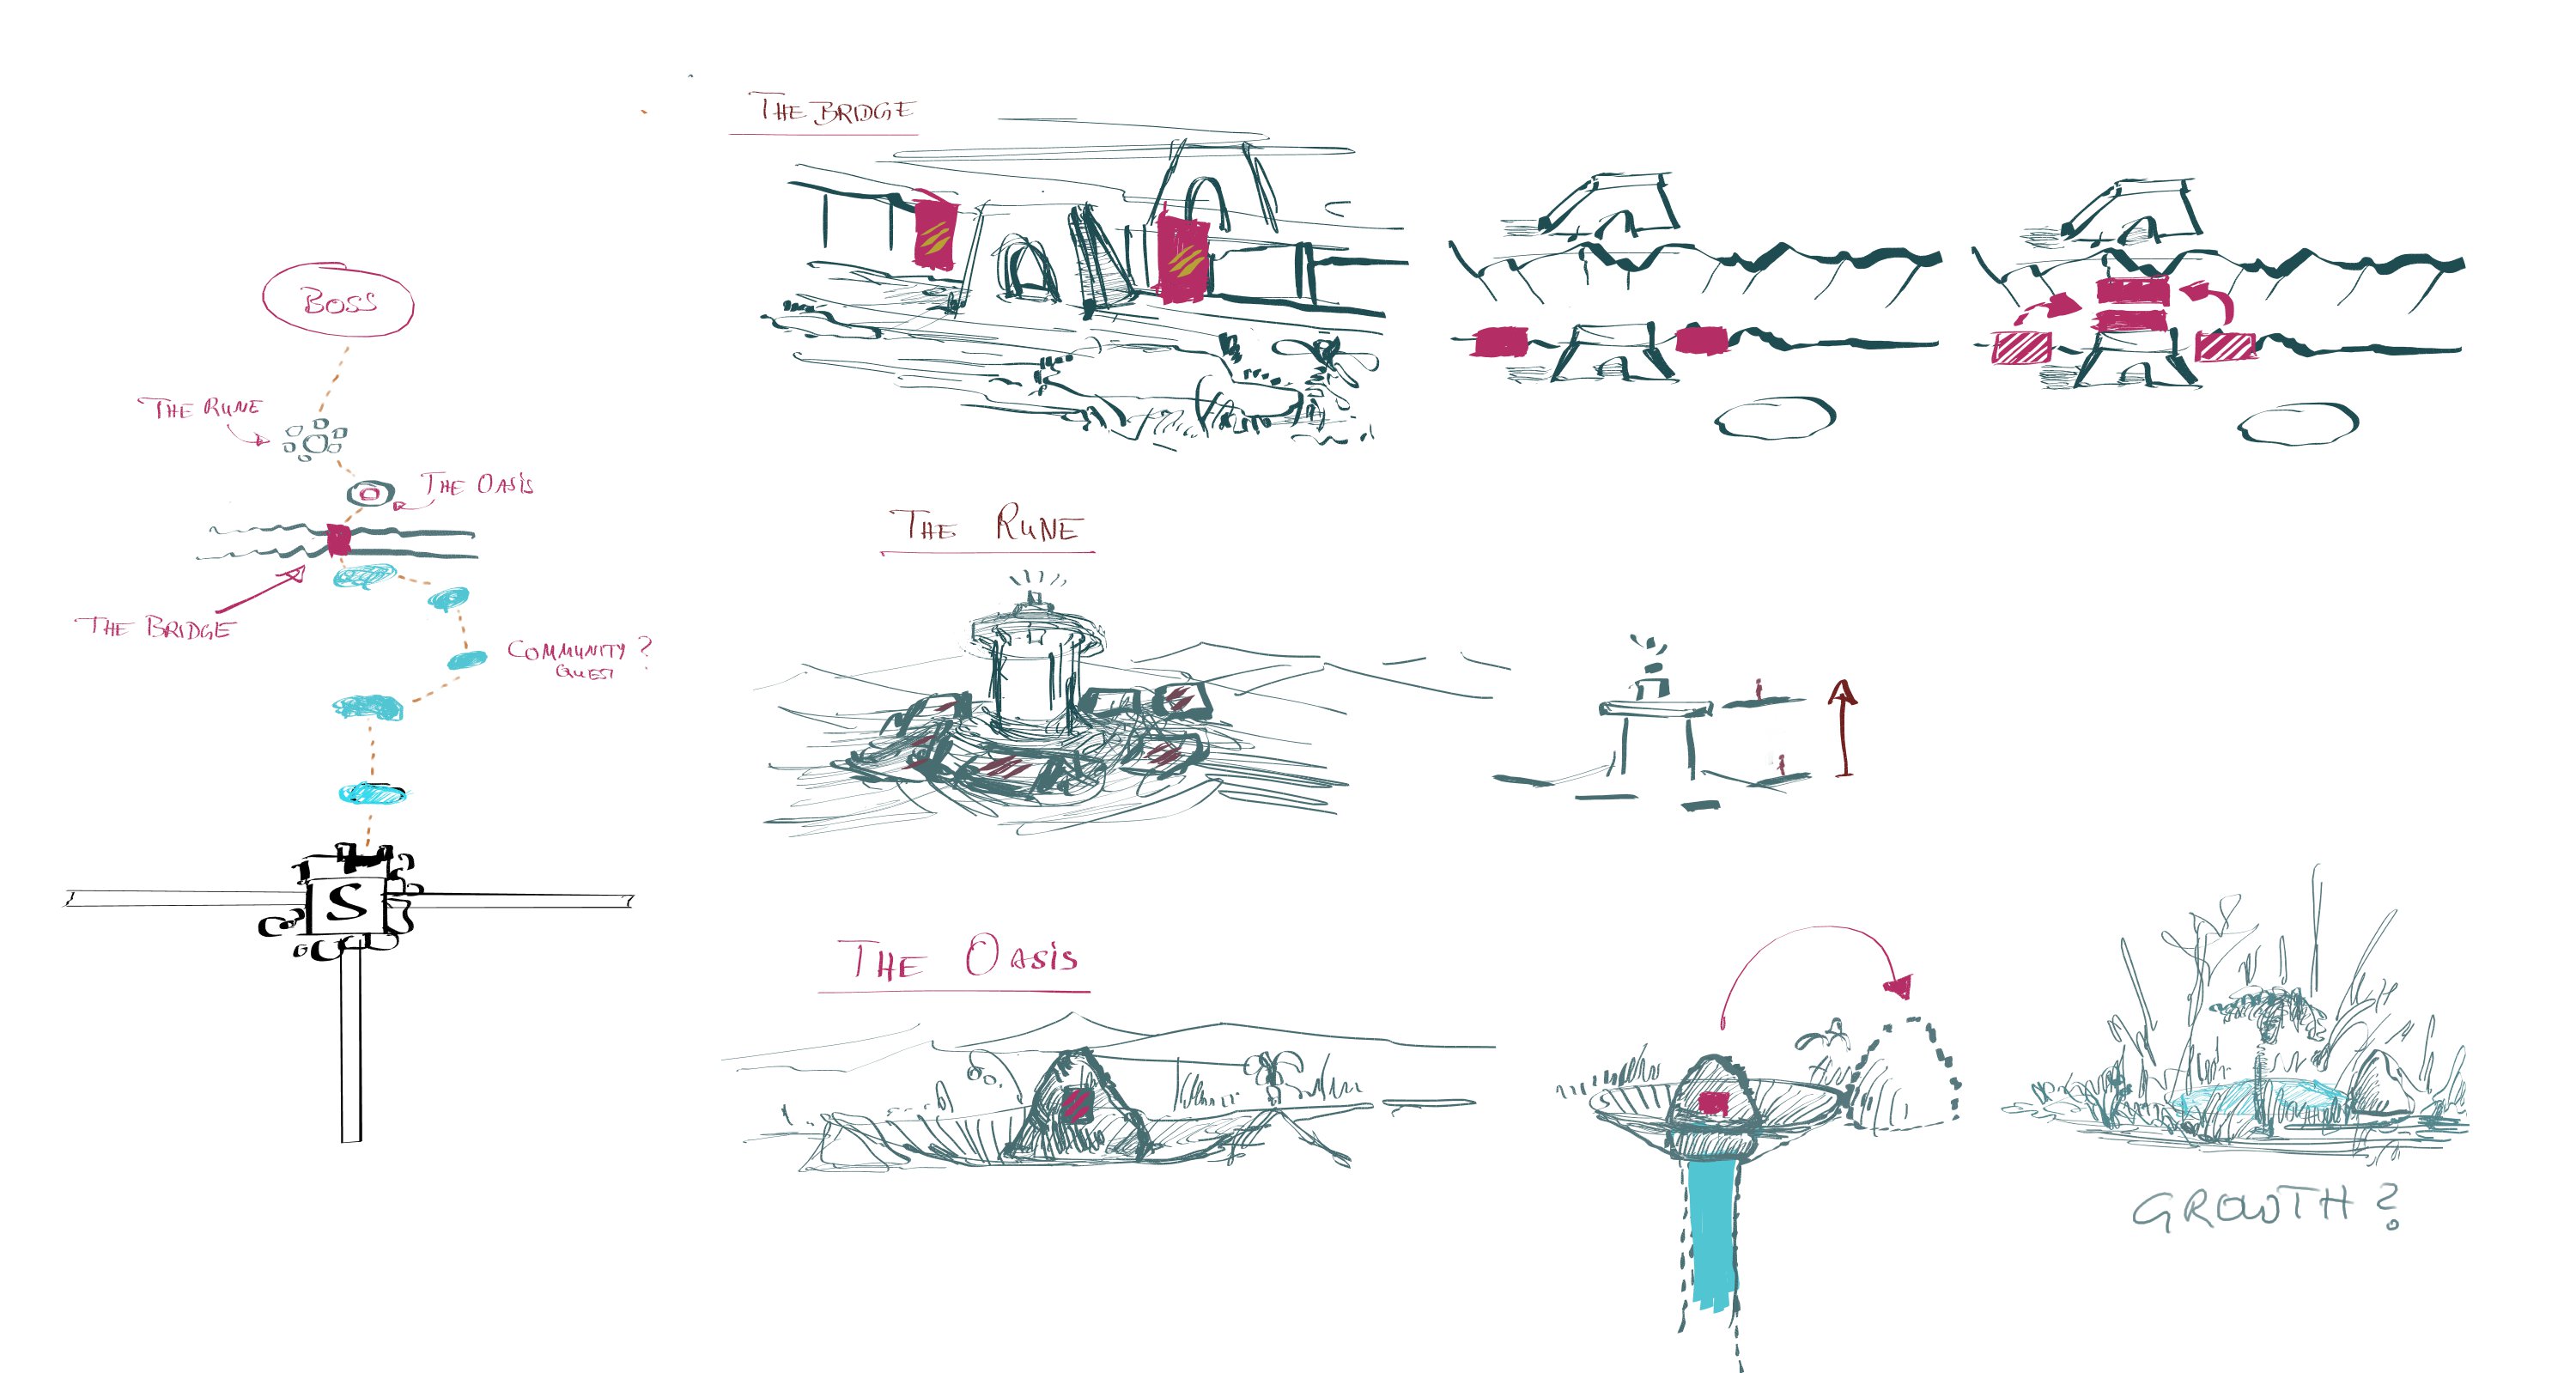 THE BRIDGE
BOSS
THE RUNE
THE OASIS
THE BRIDGE
COMMUNITY ?
QUEST
S
THE RUNE
THE OASIS
GROWTH ?